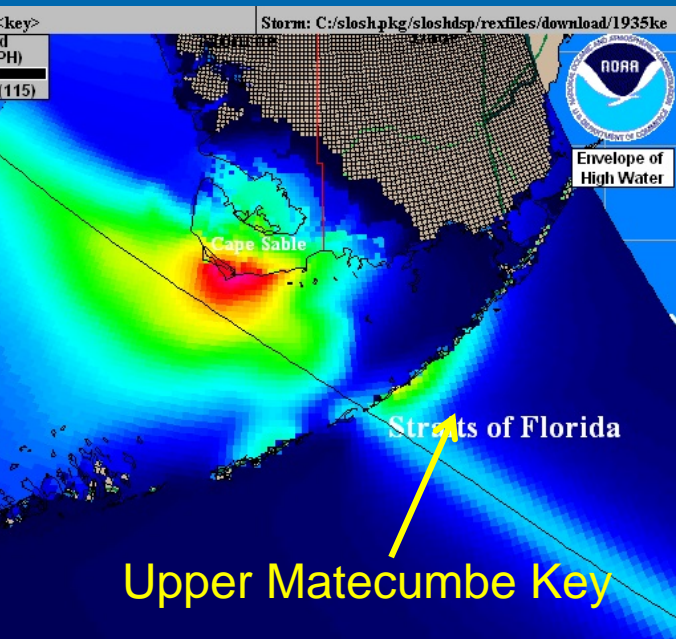 <key>
Storm: C:/slosh.pkg/sloshdsp/rexfiles/download/1935ke
PH)
(115)
NOAA
Envelope of
High Water
Cape Sable
Straits of Florida
Upper Matecumbe Key